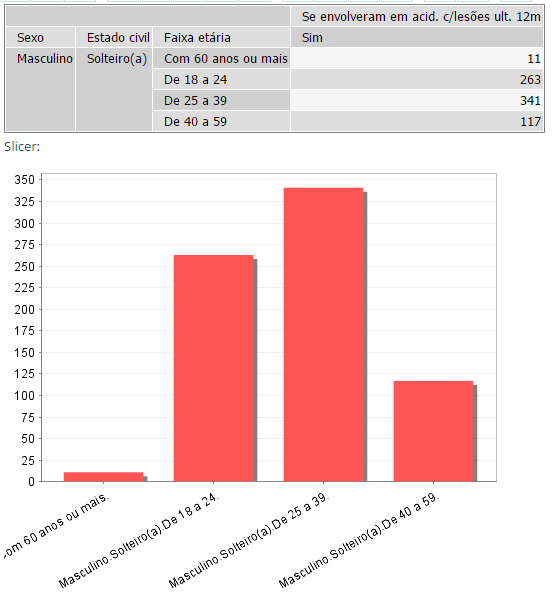 Se envolveram em acid. c/lesões ult. 12m
Sexo Estado civil Faixa etária Sim
Masculino Solteiro(a) Com 60 anos ou mais 11
De 18 a 24 263
De 25 a 39 341
De 40 a 59 117
Slicer:
350
325
300
275
250
225
200
175
150
125
100
75
50
25
0
om 60 anos ou mais.
Masculino.Solteiro(a).De 18 a 24.
Masculino.Solteiro(a).De 25 a 39.
Masculino.Solteiro(a).De 40 a 59.